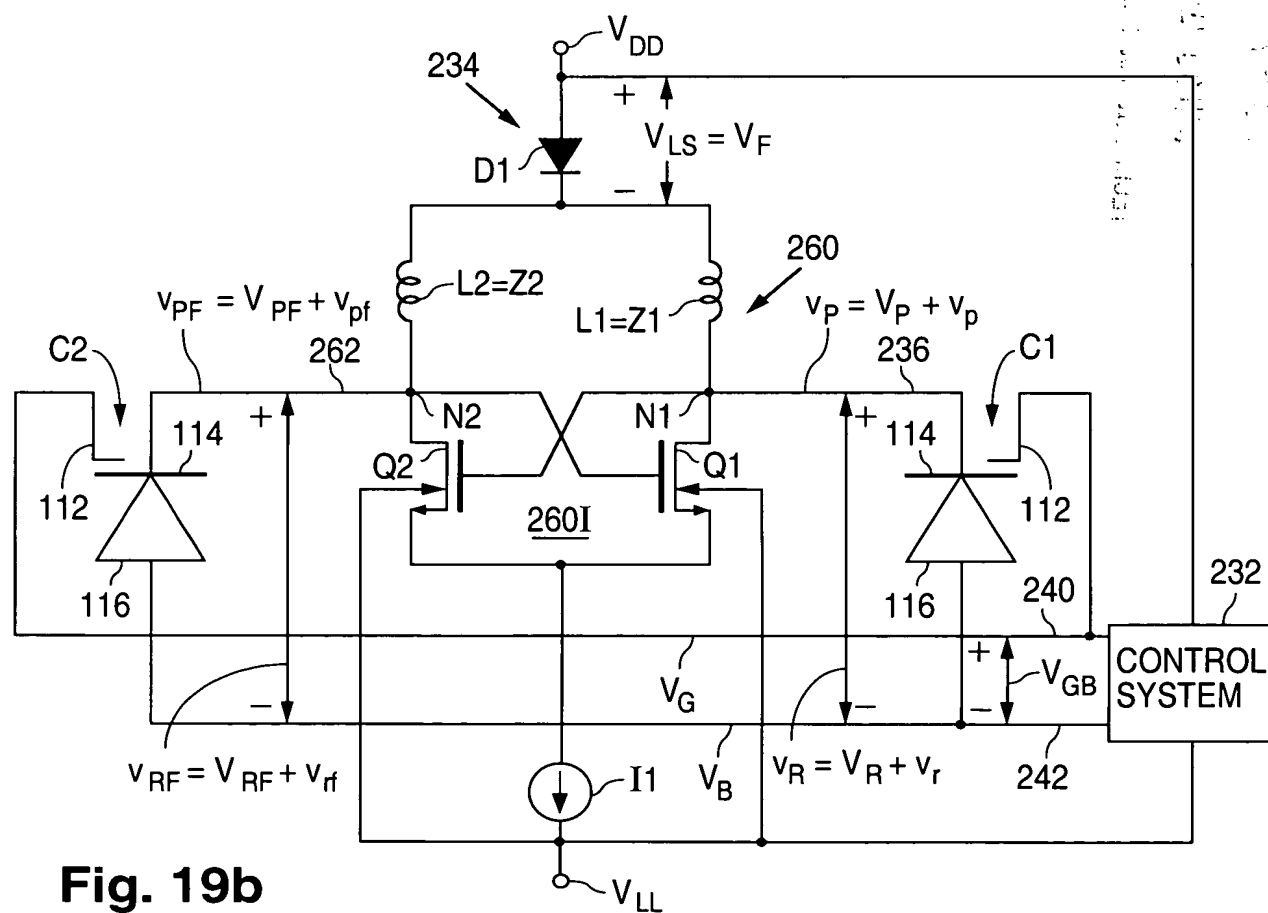 V_DD
234
+
V_LS = V_F
D1
−
260
L2=Z2
L1=Z1
v_PF = V_PF + v_pf
v_P = V_P + v_p
C2
262
236
C1
114
+
N2
N1
+
114
Q2
Q1
112
112
260I
116
116
240
232
+
V_GB
CONTROL
SYSTEM
V_G
−
−
−
v_RF = V_RF + v_rf
V_B
v_R = V_R + v_r
242
I1
Fig. 19b
V_LL